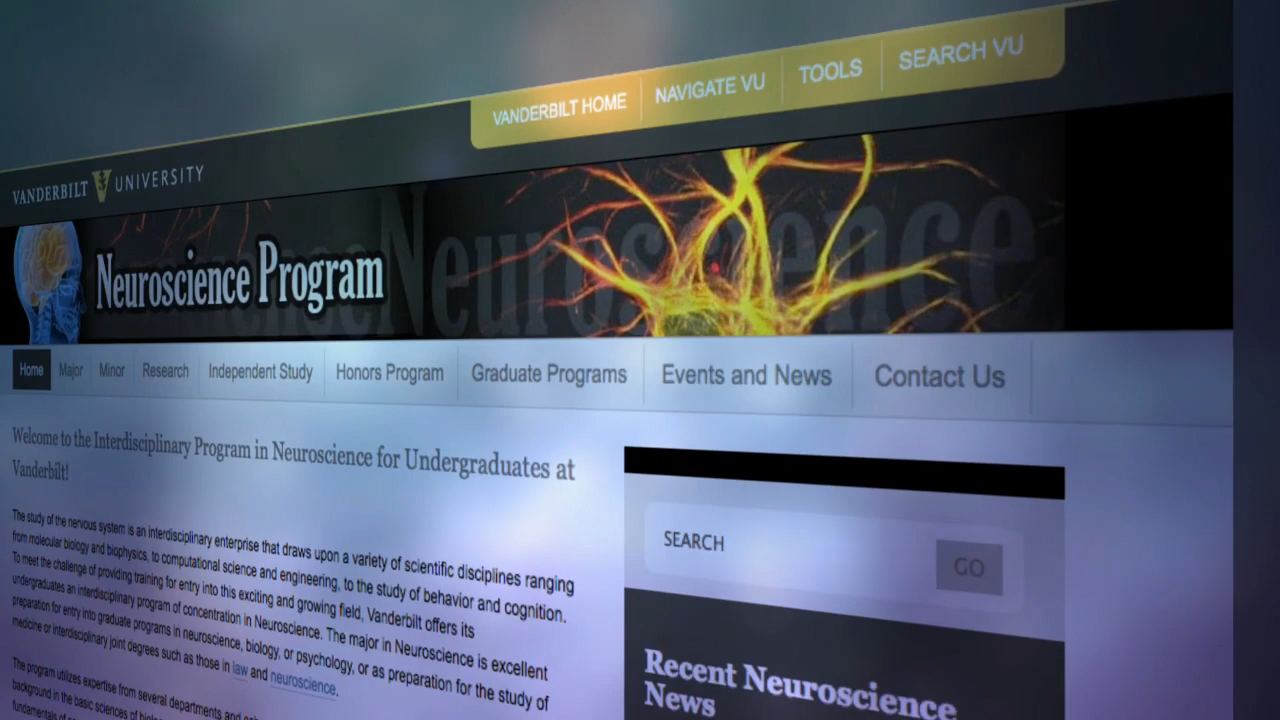 VANDERBILT HOME
NAVIGATE VU
TOOLS
SEARCH VU
VANDERBILT UNIVERSITY
Neuroscience Program
Neuroscience
Home
Major
Minor
Research
Independent Study
Honors Program
Graduate Programs
Events and News
Contact Us
Welcome to the Interdisciplinary Program in Neuroscience for Undergraduates at
Vanderbilt!
The study of the nervous system is an interdisciplinary enterprise that draws upon a variety of scientific disciplines ranging
from molecular biology and biophysics, to computational science and engineering, to the study of behavior and cognition.
To meet the challenge of providing training for entry into this exciting and growing field, Vanderbilt offers its
undergraduates an interdisciplinary program of concentration in Neuroscience. The major in Neuroscience is excellent
preparation for entry into graduate programs in neuroscience, biology, or psychology, or as preparation for the study of
medicine or interdisciplinary joint degrees such as those in law and neuroscience.
The program utilizes expertise from several departments and
background in the basic sciences of
fundamentals of
SEARCH
GO
Recent Neuroscience
News